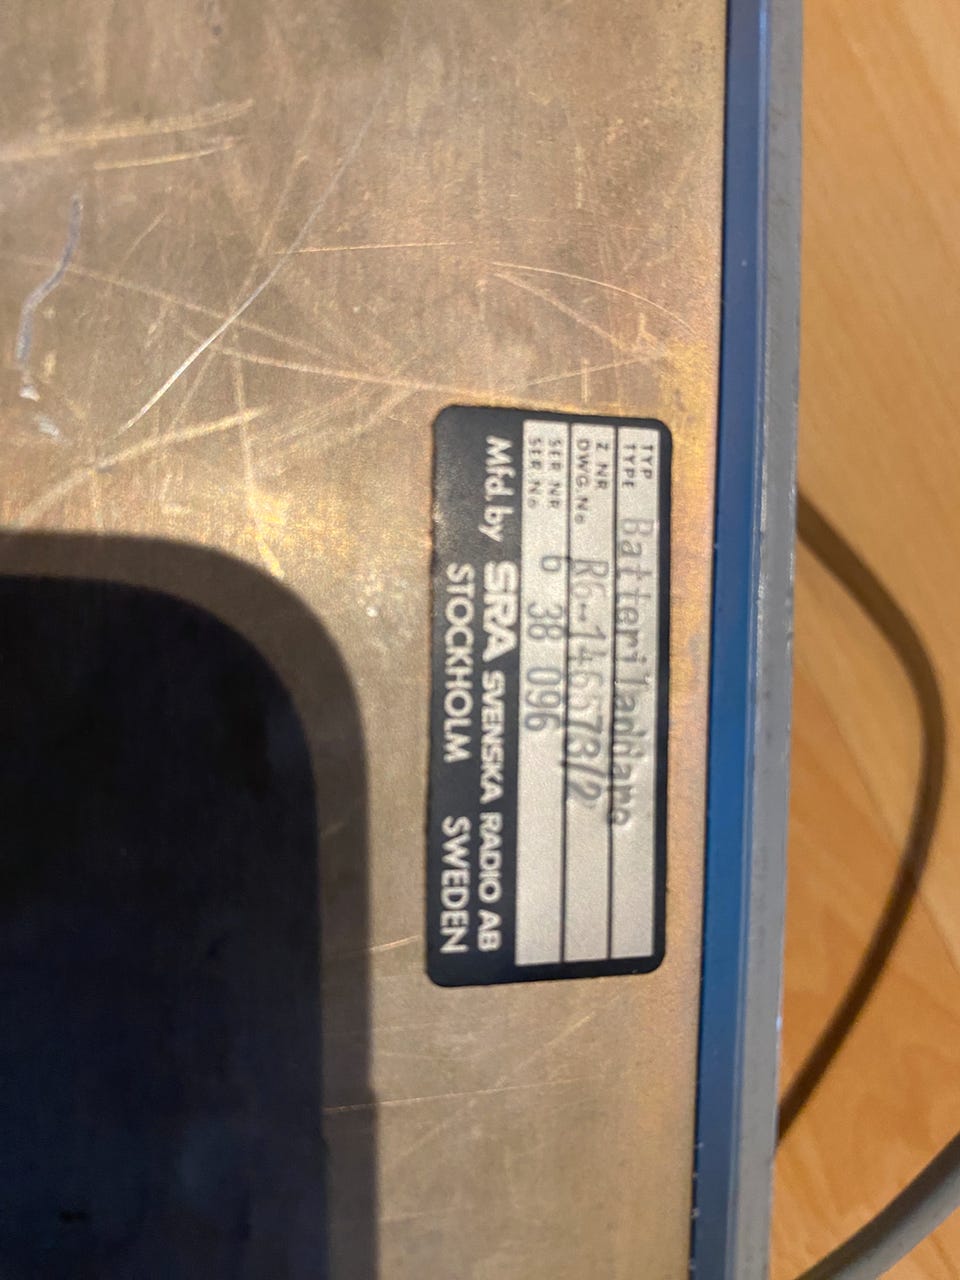 TYP
TYPE Batteriladdare
Z NR
DWG.No R6-146573/2
SER NR
SER.No 6 38 096
Mfd. by SRA SVENSKA RADIO AB
STOCKHOLM SWEDEN